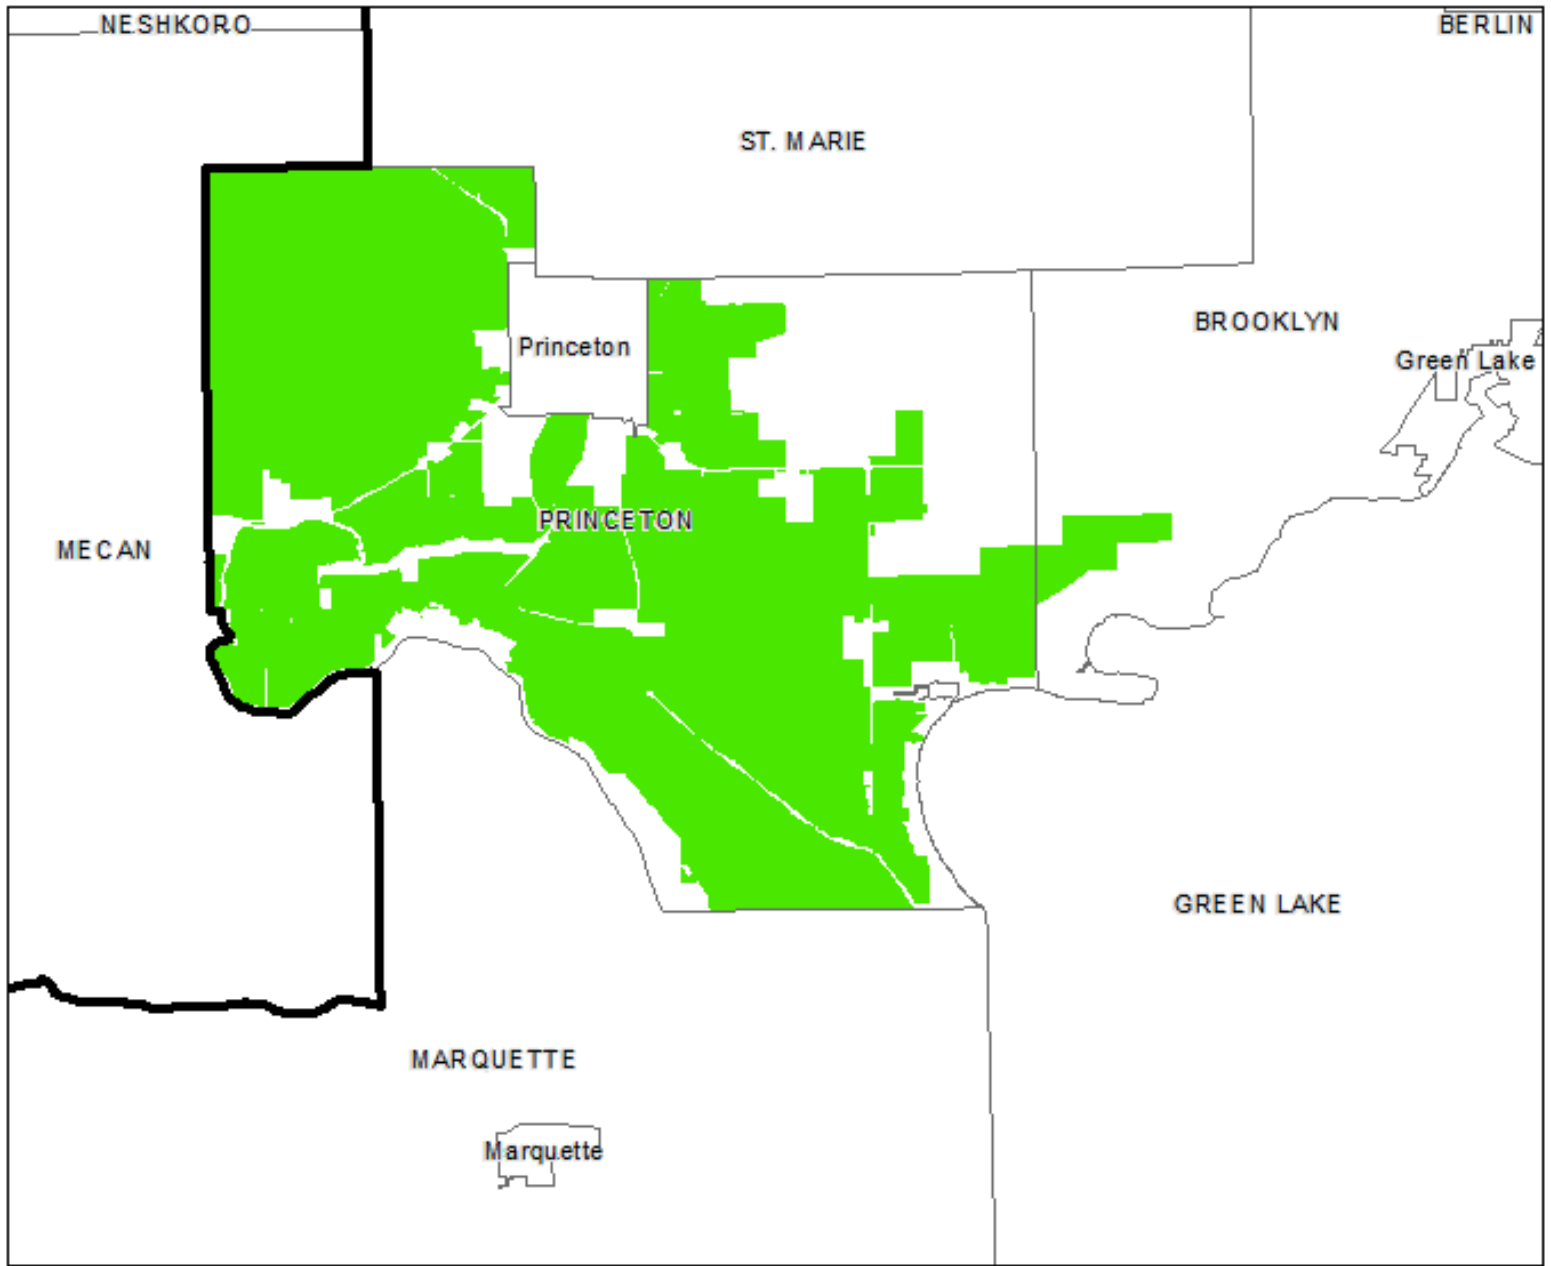 NESHKORO
BERLIN
ST. MARIE
BROOKLYN
Princeton
Green Lake
PRINCETON
MECAN
GREEN LAKE
MARQUETTE
Marquette